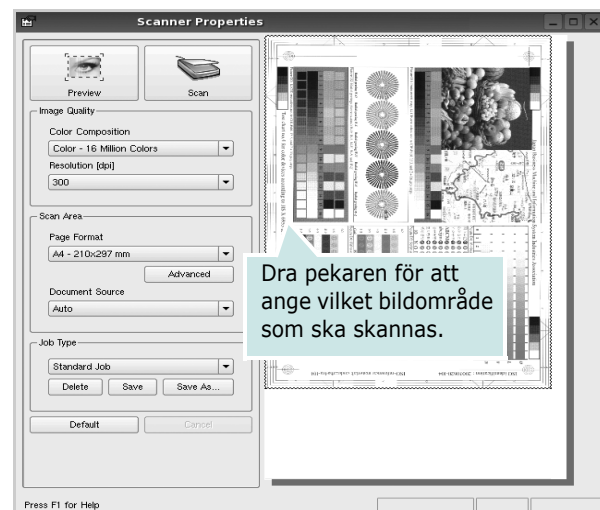 Scanner Properties
Preview
Scan
Image Quality
Color Composition
Color - 16 Million Colors
Resolution [dpi]
300
Scan Area
Page Format
A4 - 210x297 mm
Advanced
Document Source
Auto
Job Type
Standard Job
Delete
Save
Save As...
Default
Cancel
Press F1 for Help
Dra pekaren för att
ange vilket bildområde
som ska skannas.